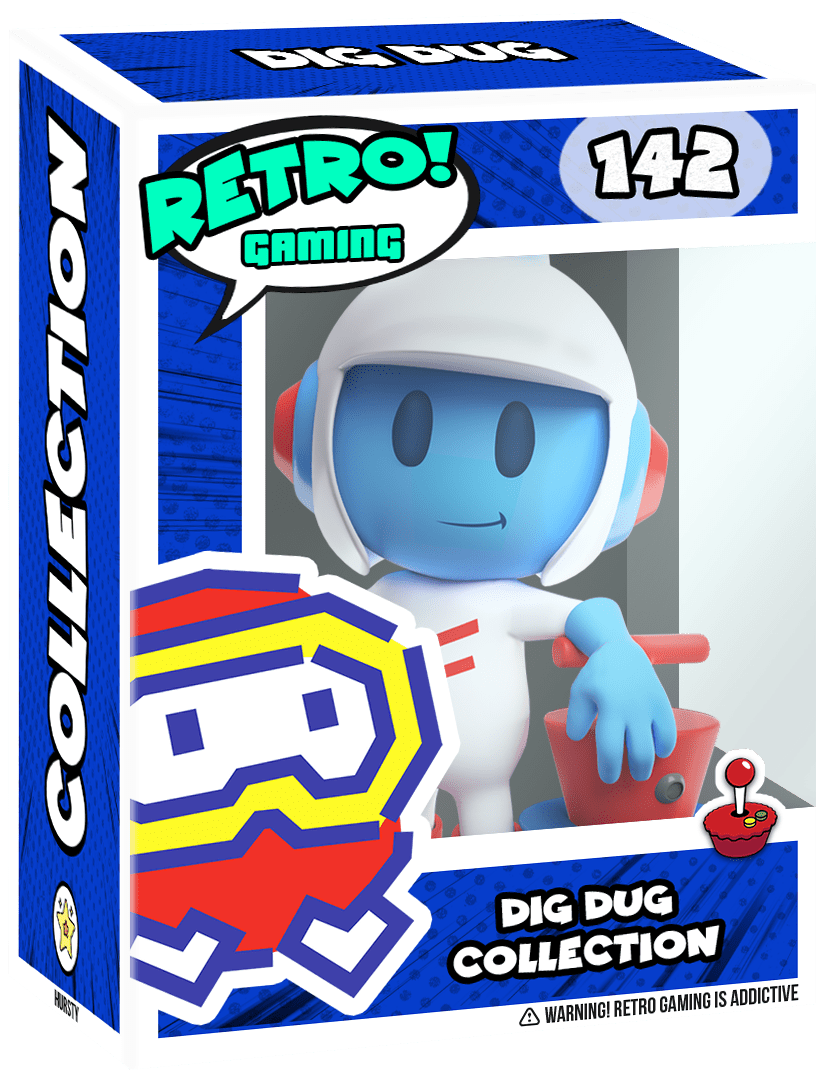 DIG DUG
RETRO!
GAMING
142
COLLECTION
DIG DUG
COLLECTION
HURSTY
WARNING! RETRO GAMING IS ADDICTIVE